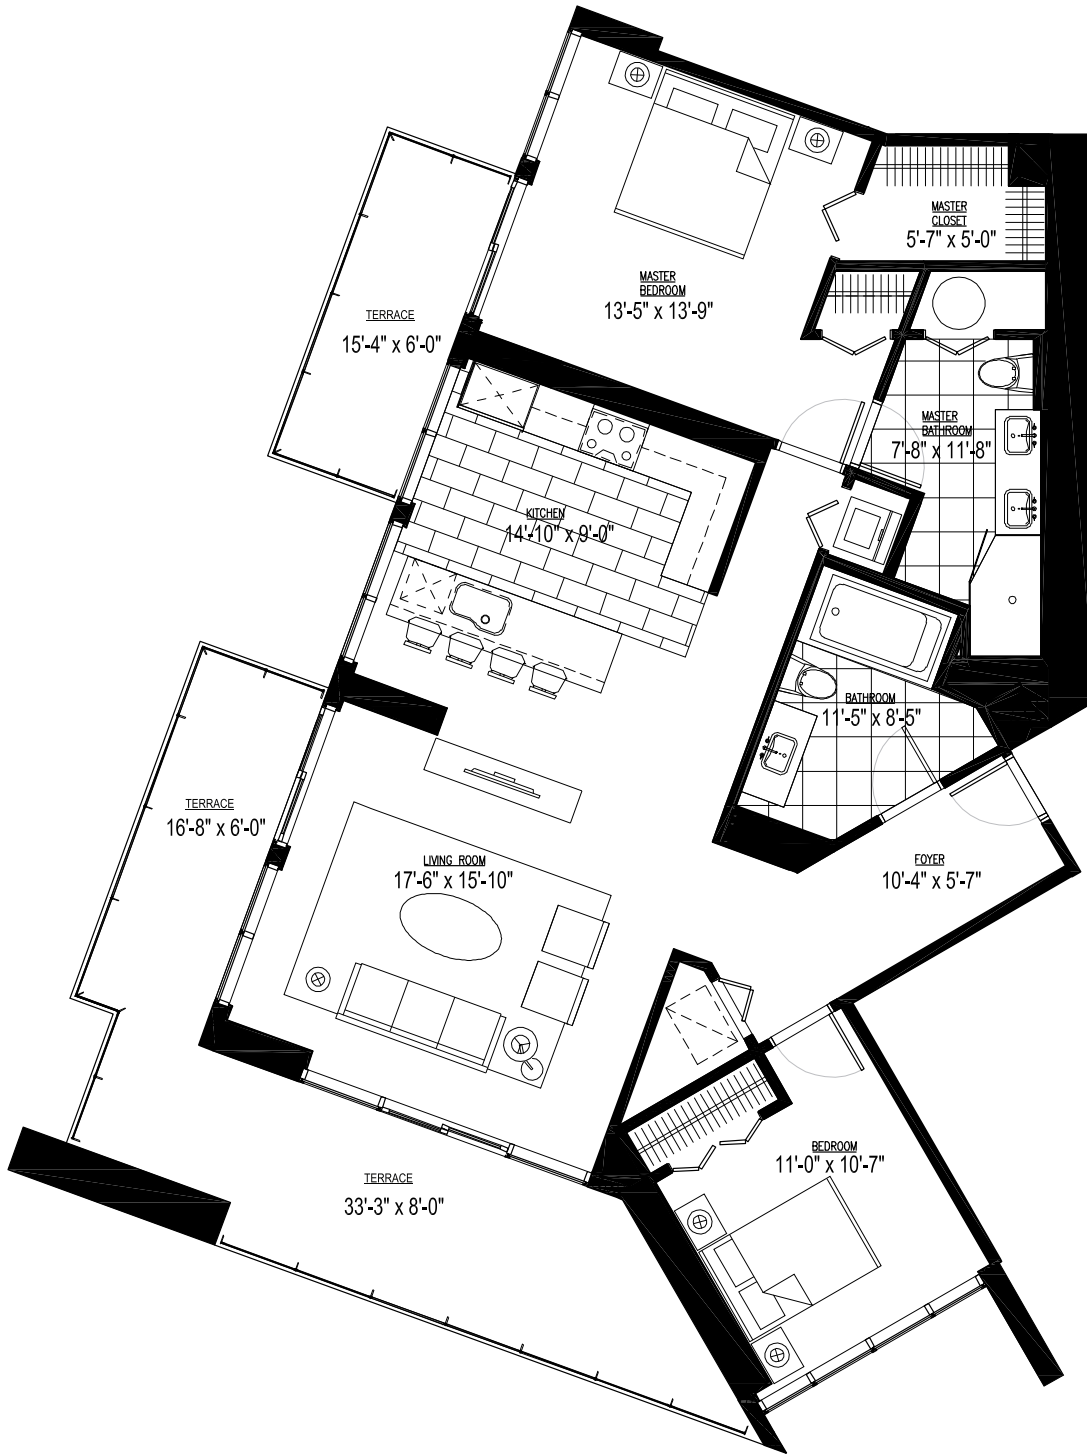 MASTER
CLOSET
5'-7" x 5'-0"
MASTER
BEDROOM
13'-5" x 13'-9"
TERRACE
15'-4" x 6'-0"
MASTER
BATHROOM
7'-8" x 11'-8"
KITCHEN
14'-10" x 9'-0"
BATHROOM
11'-5" x 8'-5"
TERRACE
16'-8" x 6'-0"
LIVING ROOM
17'-6" x 15'-10"
FOYER
10'-4" x 5'-7"
BEDROOM
11'-0" x 10'-7"
TERRACE
33'-3" x 8'-0"